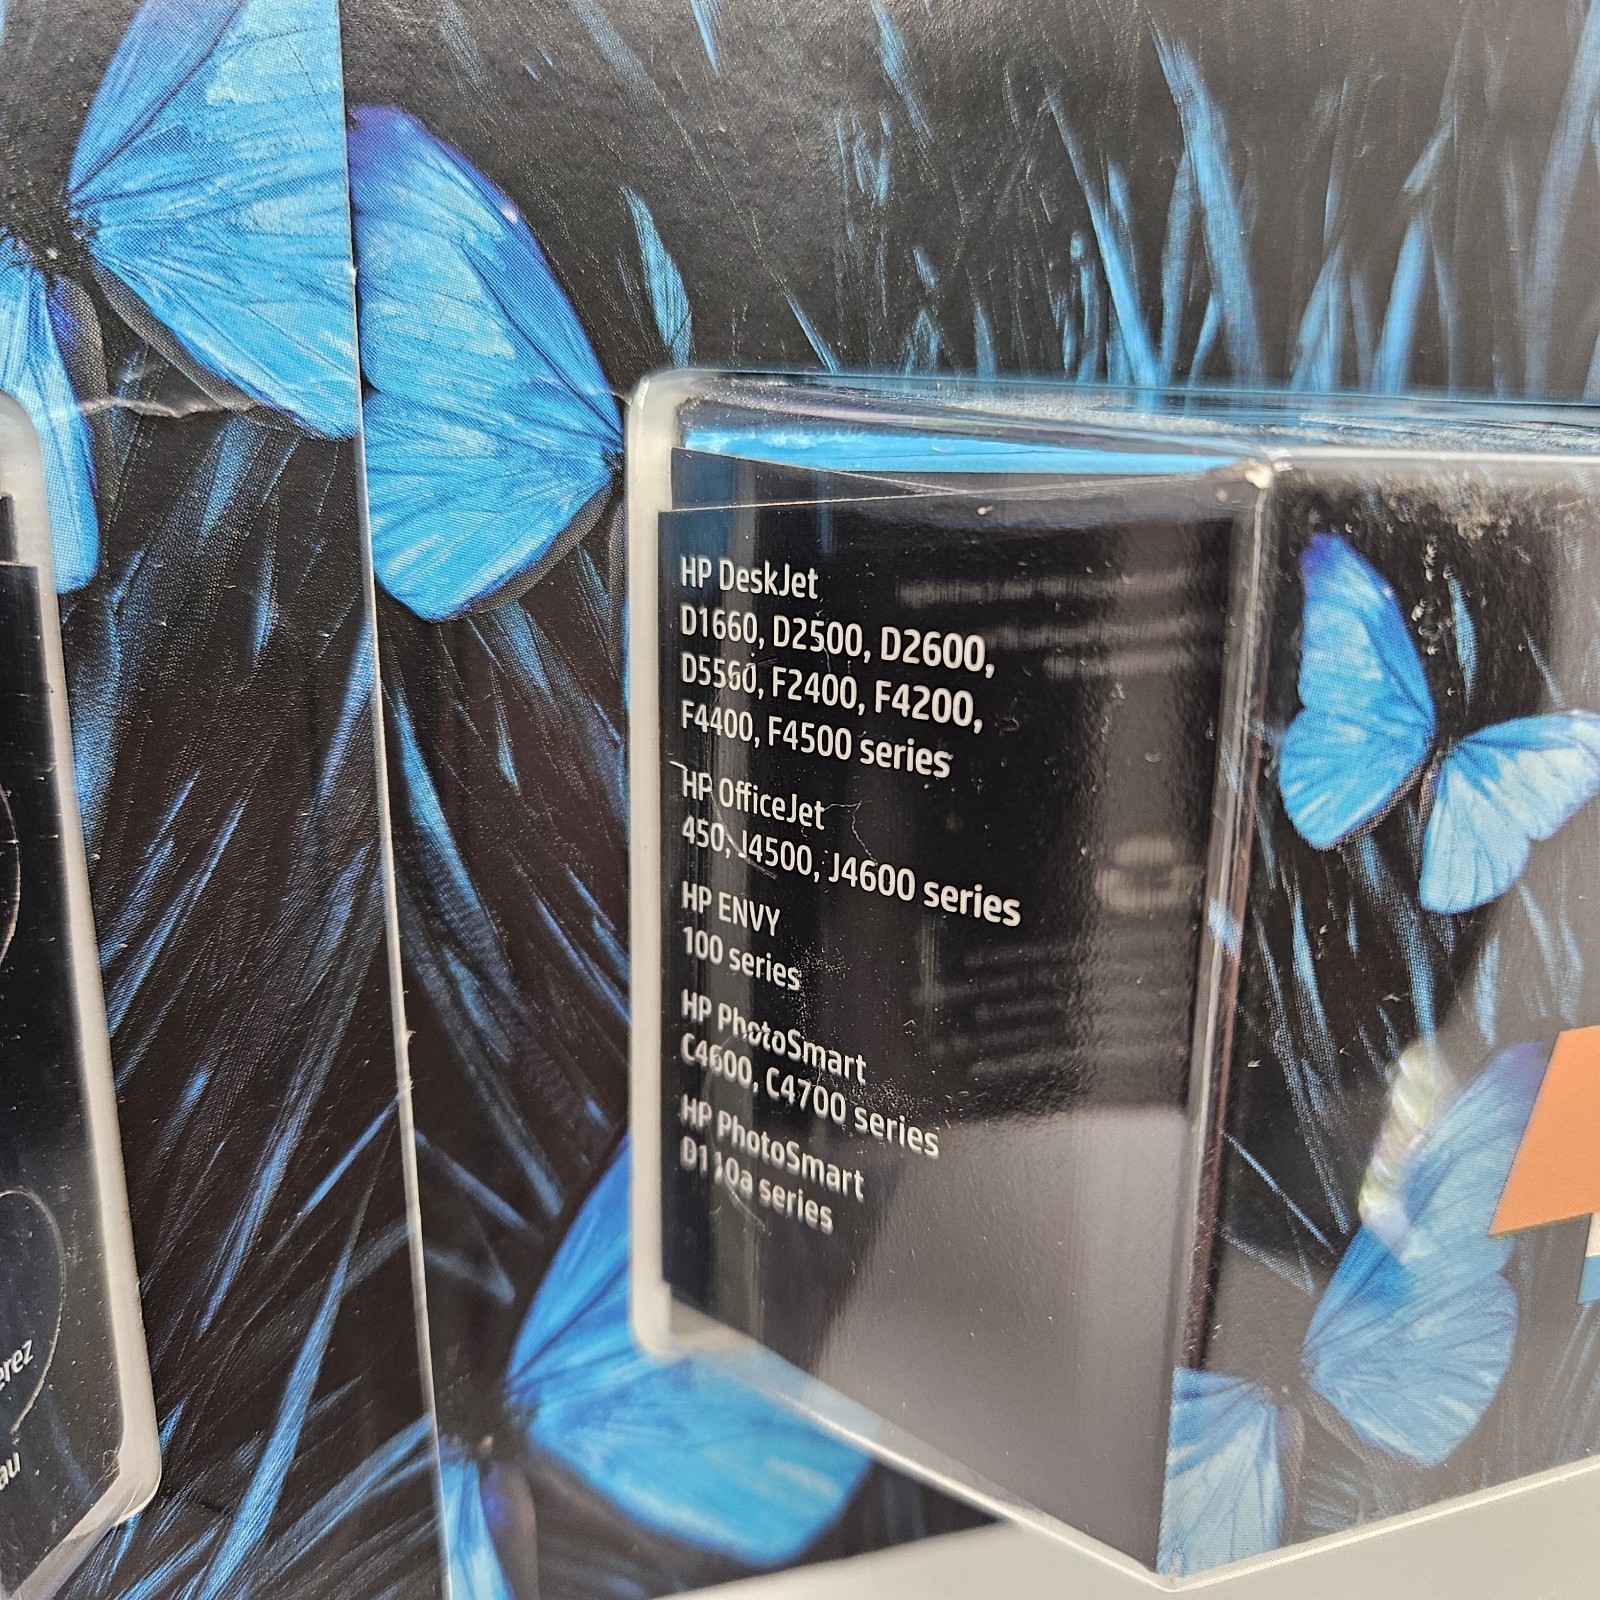 HP DeskJet
D1660, D2500, D2600,
D5560, F2400, F4200,
F4400, F4500 series
HP OfficeJet
450, J4500, J4600 series
HP ENVY
100 series
HP PhotoSmart
C4600, C4700 series
HP PhotoSmart
D110a series